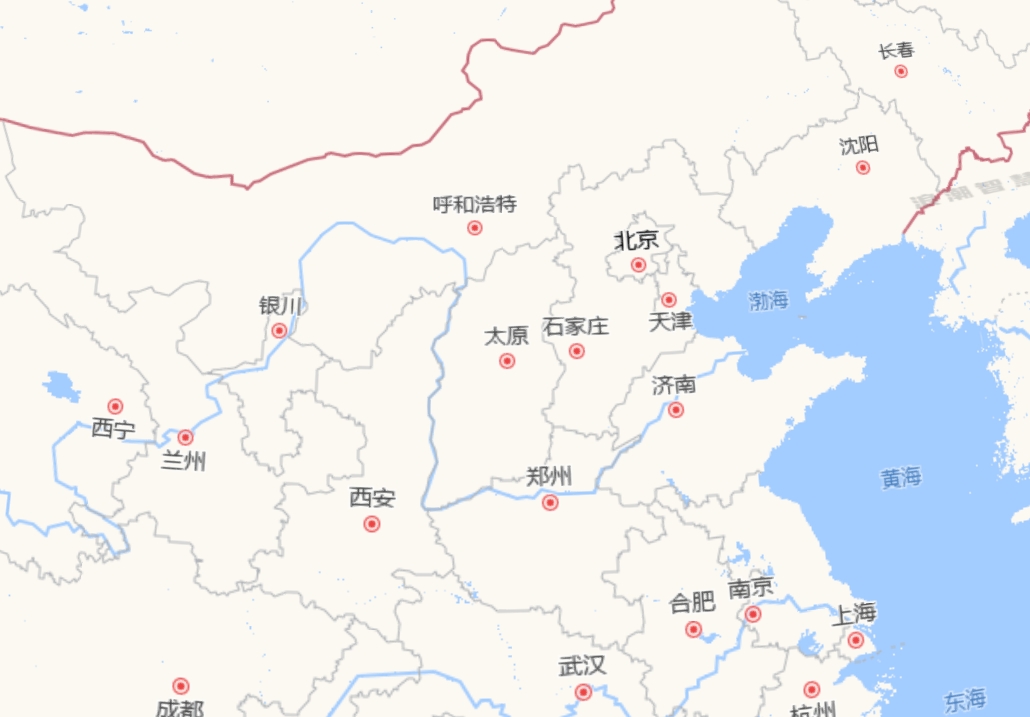 长春
沈阳
呼和浩特
北京
渤海
银川
天津
太原
石家庄
济南
西宁
兰州
郑州
黄海
西安
南京
合肥
上海
武汉
成都
杭州
东海